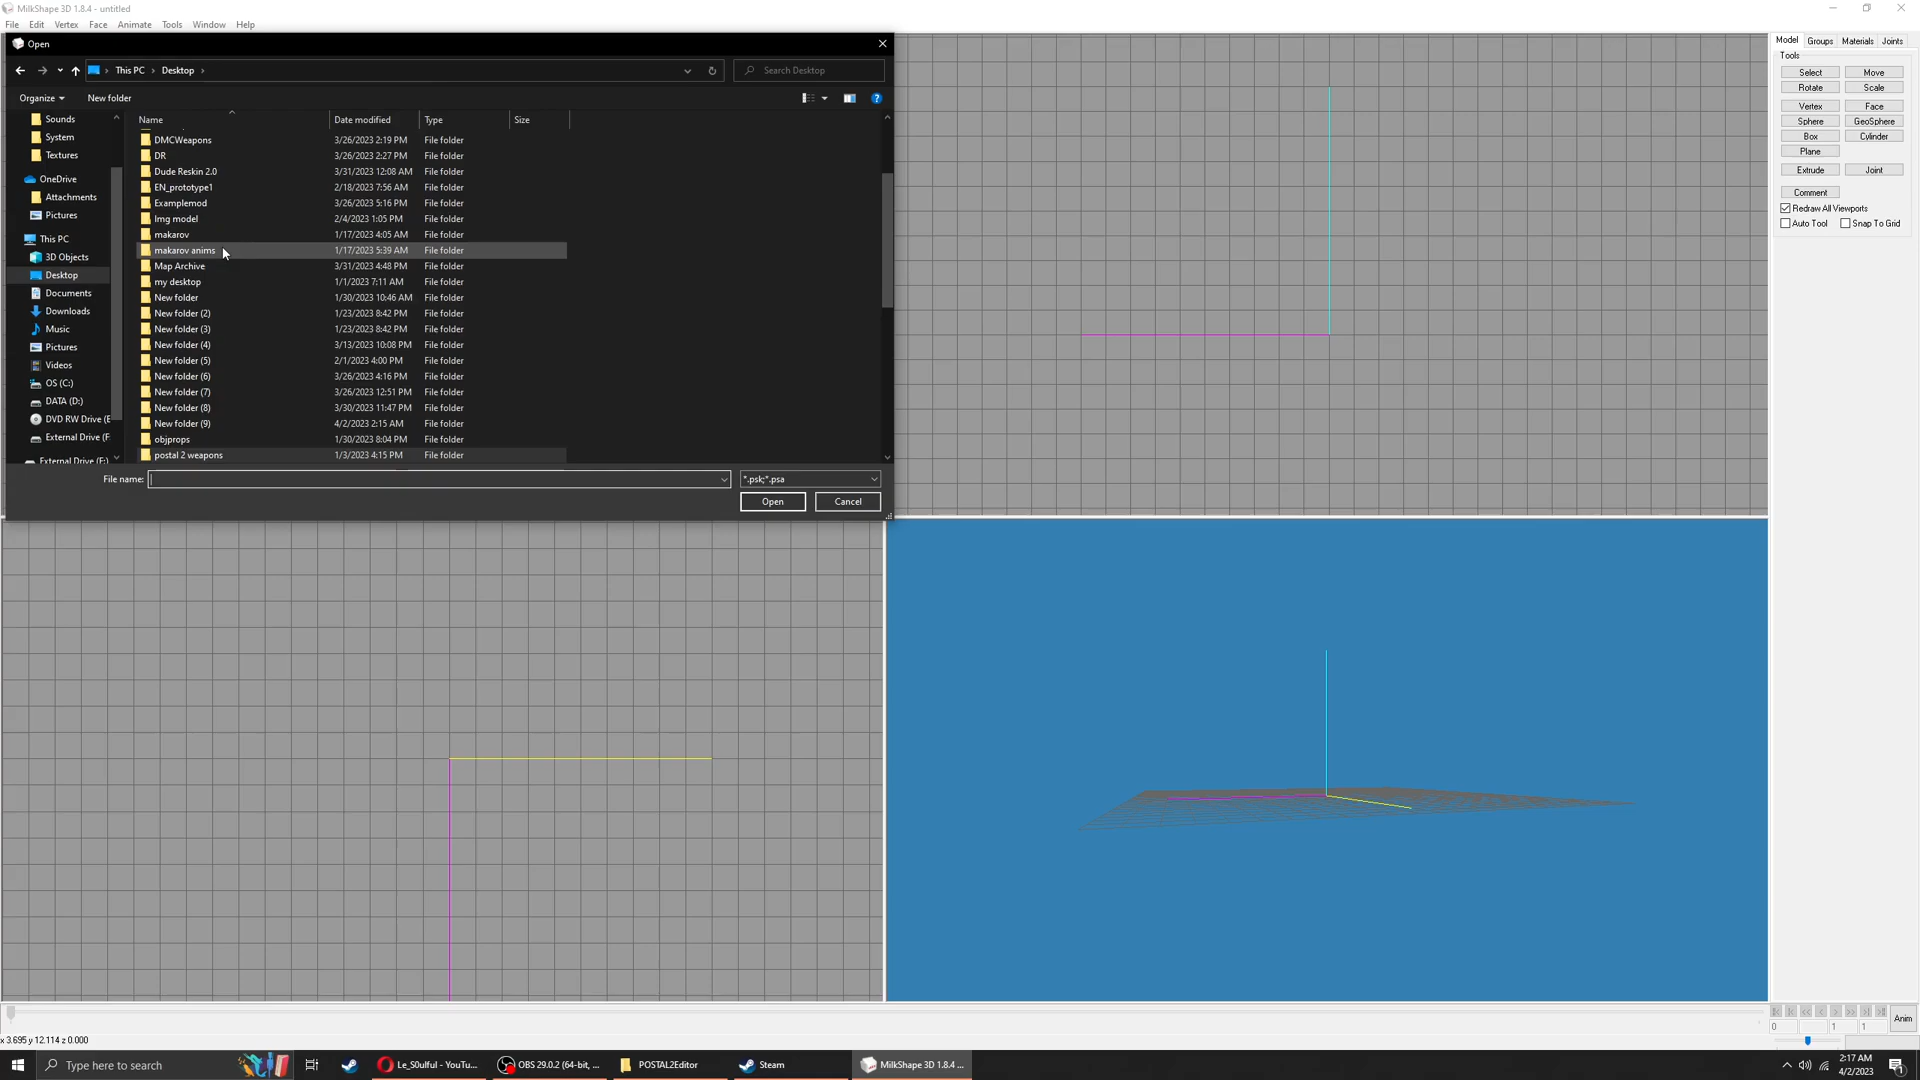 MilkShape 3D 1.8.4 - untitled
File Edit Vertex Face Animate Tools Window Help
Open
This PC Desktop
Search Desktop
Organize New folder
Name Date modified Type Size
Sounds
System
Textures
OneDrive
Attachments
Pictures
This PC
3D Objects
Desktop
Documents
Downloads
Music
Pictures
Videos
OS (C:)
DATA (D:)
DVD RW Drive (E
External Drive (F:
External Drive (F:)
DMCWeapons 3/26/2023 2:19 PM File folder
DR 3/26/2023 2:27 PM File folder
Dude Reskin 2.0 3/31/2023 12:08 AM File folder
EN_prototype1 2/18/2023 7:56 AM File folder
Examplemod 3/26/2023 5:16 PM File folder
Img model 2/4/2023 1:05 PM File folder
makarov 1/17/2023 4:05 AM File folder
makarov anims 1/17/2023 5:39 AM File folder
Map Archive 3/31/2023 4:48 PM File folder
my desktop 1/1/2023 7:11 AM File folder
New folder 1/30/2023 10:46 AM File folder
New folder (2) 1/23/2023 8:42 PM File folder
New folder (3) 1/23/2023 8:42 PM File folder
New folder (4) 3/13/2023 10:08 PM File folder
New folder (5) 2/1/2023 4:00 PM File folder
New folder (6) 3/26/2023 4:16 PM File folder
New folder (7) 3/26/2023 12:51 PM File folder
New folder (8) 3/30/2023 11:47 PM File folder
New folder (9) 4/2/2023 2:15 AM File folder
objprops 1/30/2023 8:04 PM File folder
postal 2 weapons 1/3/2023 4:15 PM File folder
File name: *.psk;*.psa
Open Cancel
Model Groups Materials Joints
Tools
Select Move
Rotate Scale
Vertex Face
Sphere GeoSphere
Box Cylinder
Plane
Extrude Joint
Comment
Redraw All Viewports
Auto Tool Snap To Grid
Anim
0 1 1
x 3.695 y 12.114 z 0.000
Type here to search
Le_S0ulful - YouTu...
OBS 29.0.2 (64-bit, ...
POSTAL2Editor
Steam
MilkShape 3D 1.8.4 ...
2:17 AM
4/2/2023